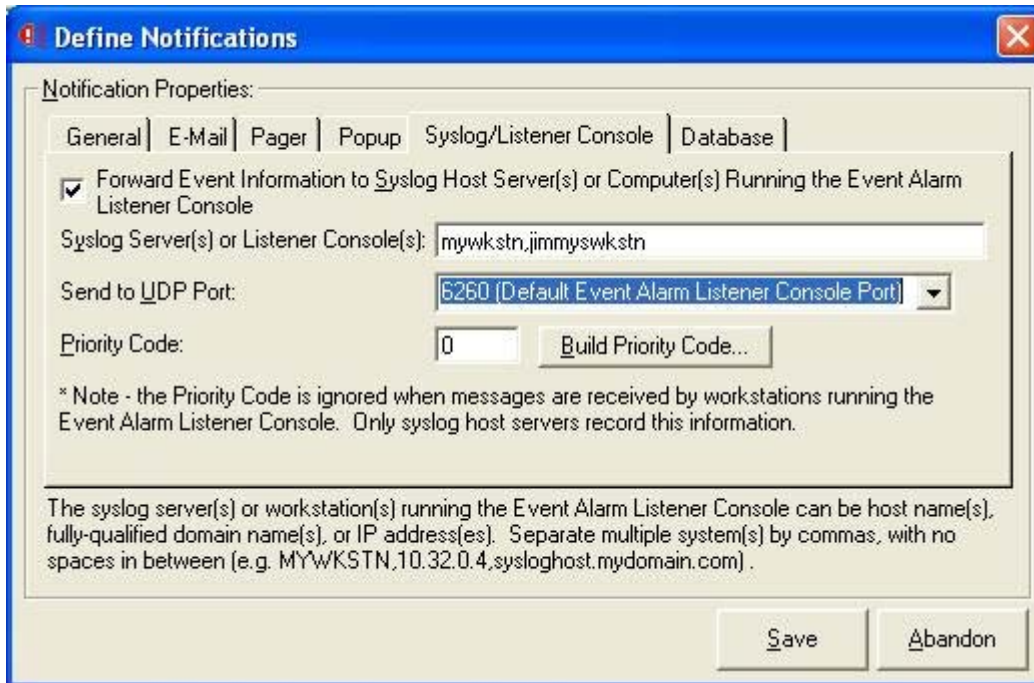 Define Notifications
Notification Properties:
General
E-Mail
Pager
Popup
Syslog/Listener Console
Database
Forward Event Information to Syslog Host Server(s) or Computer(s) Running the Event Alarm
Listener Console
Syslog Server(s) or Listener Console(s): mywkstn,jimmyswkstn
Send to UDP Port: 6260 (Default Event Alarm Listener Console Port)
Priority Code: 0 Build Priority Code...
* Note - the Priority Code is ignored when messages are received by workstations running the
Event Alarm Listener Console. Only syslog host servers record this information.
The syslog server(s) or workstation(s) running the Event Alarm Listener Console can be host name(s),
fully-qualified domain name(s), or IP address(es). Separate multiple system(s) by commas, with no
spaces in between (e.g. MYWKSTN,10.32.0.4,sysloghost.mydomain.com) .
Save
Abandon